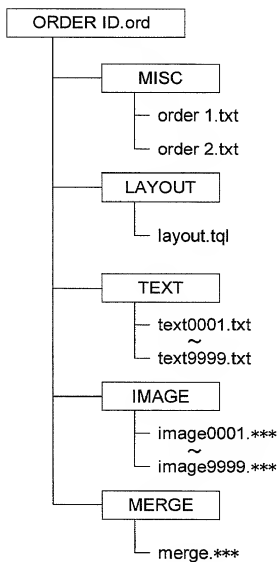 ORDER ID.ord
MISC
order 1.txt
order 2.txt
LAYOUT
layout.tql
TEXT
text0001.txt
~
text9999.txt
IMAGE
image0001.***
~
image9999.***
MERGE
merge.***